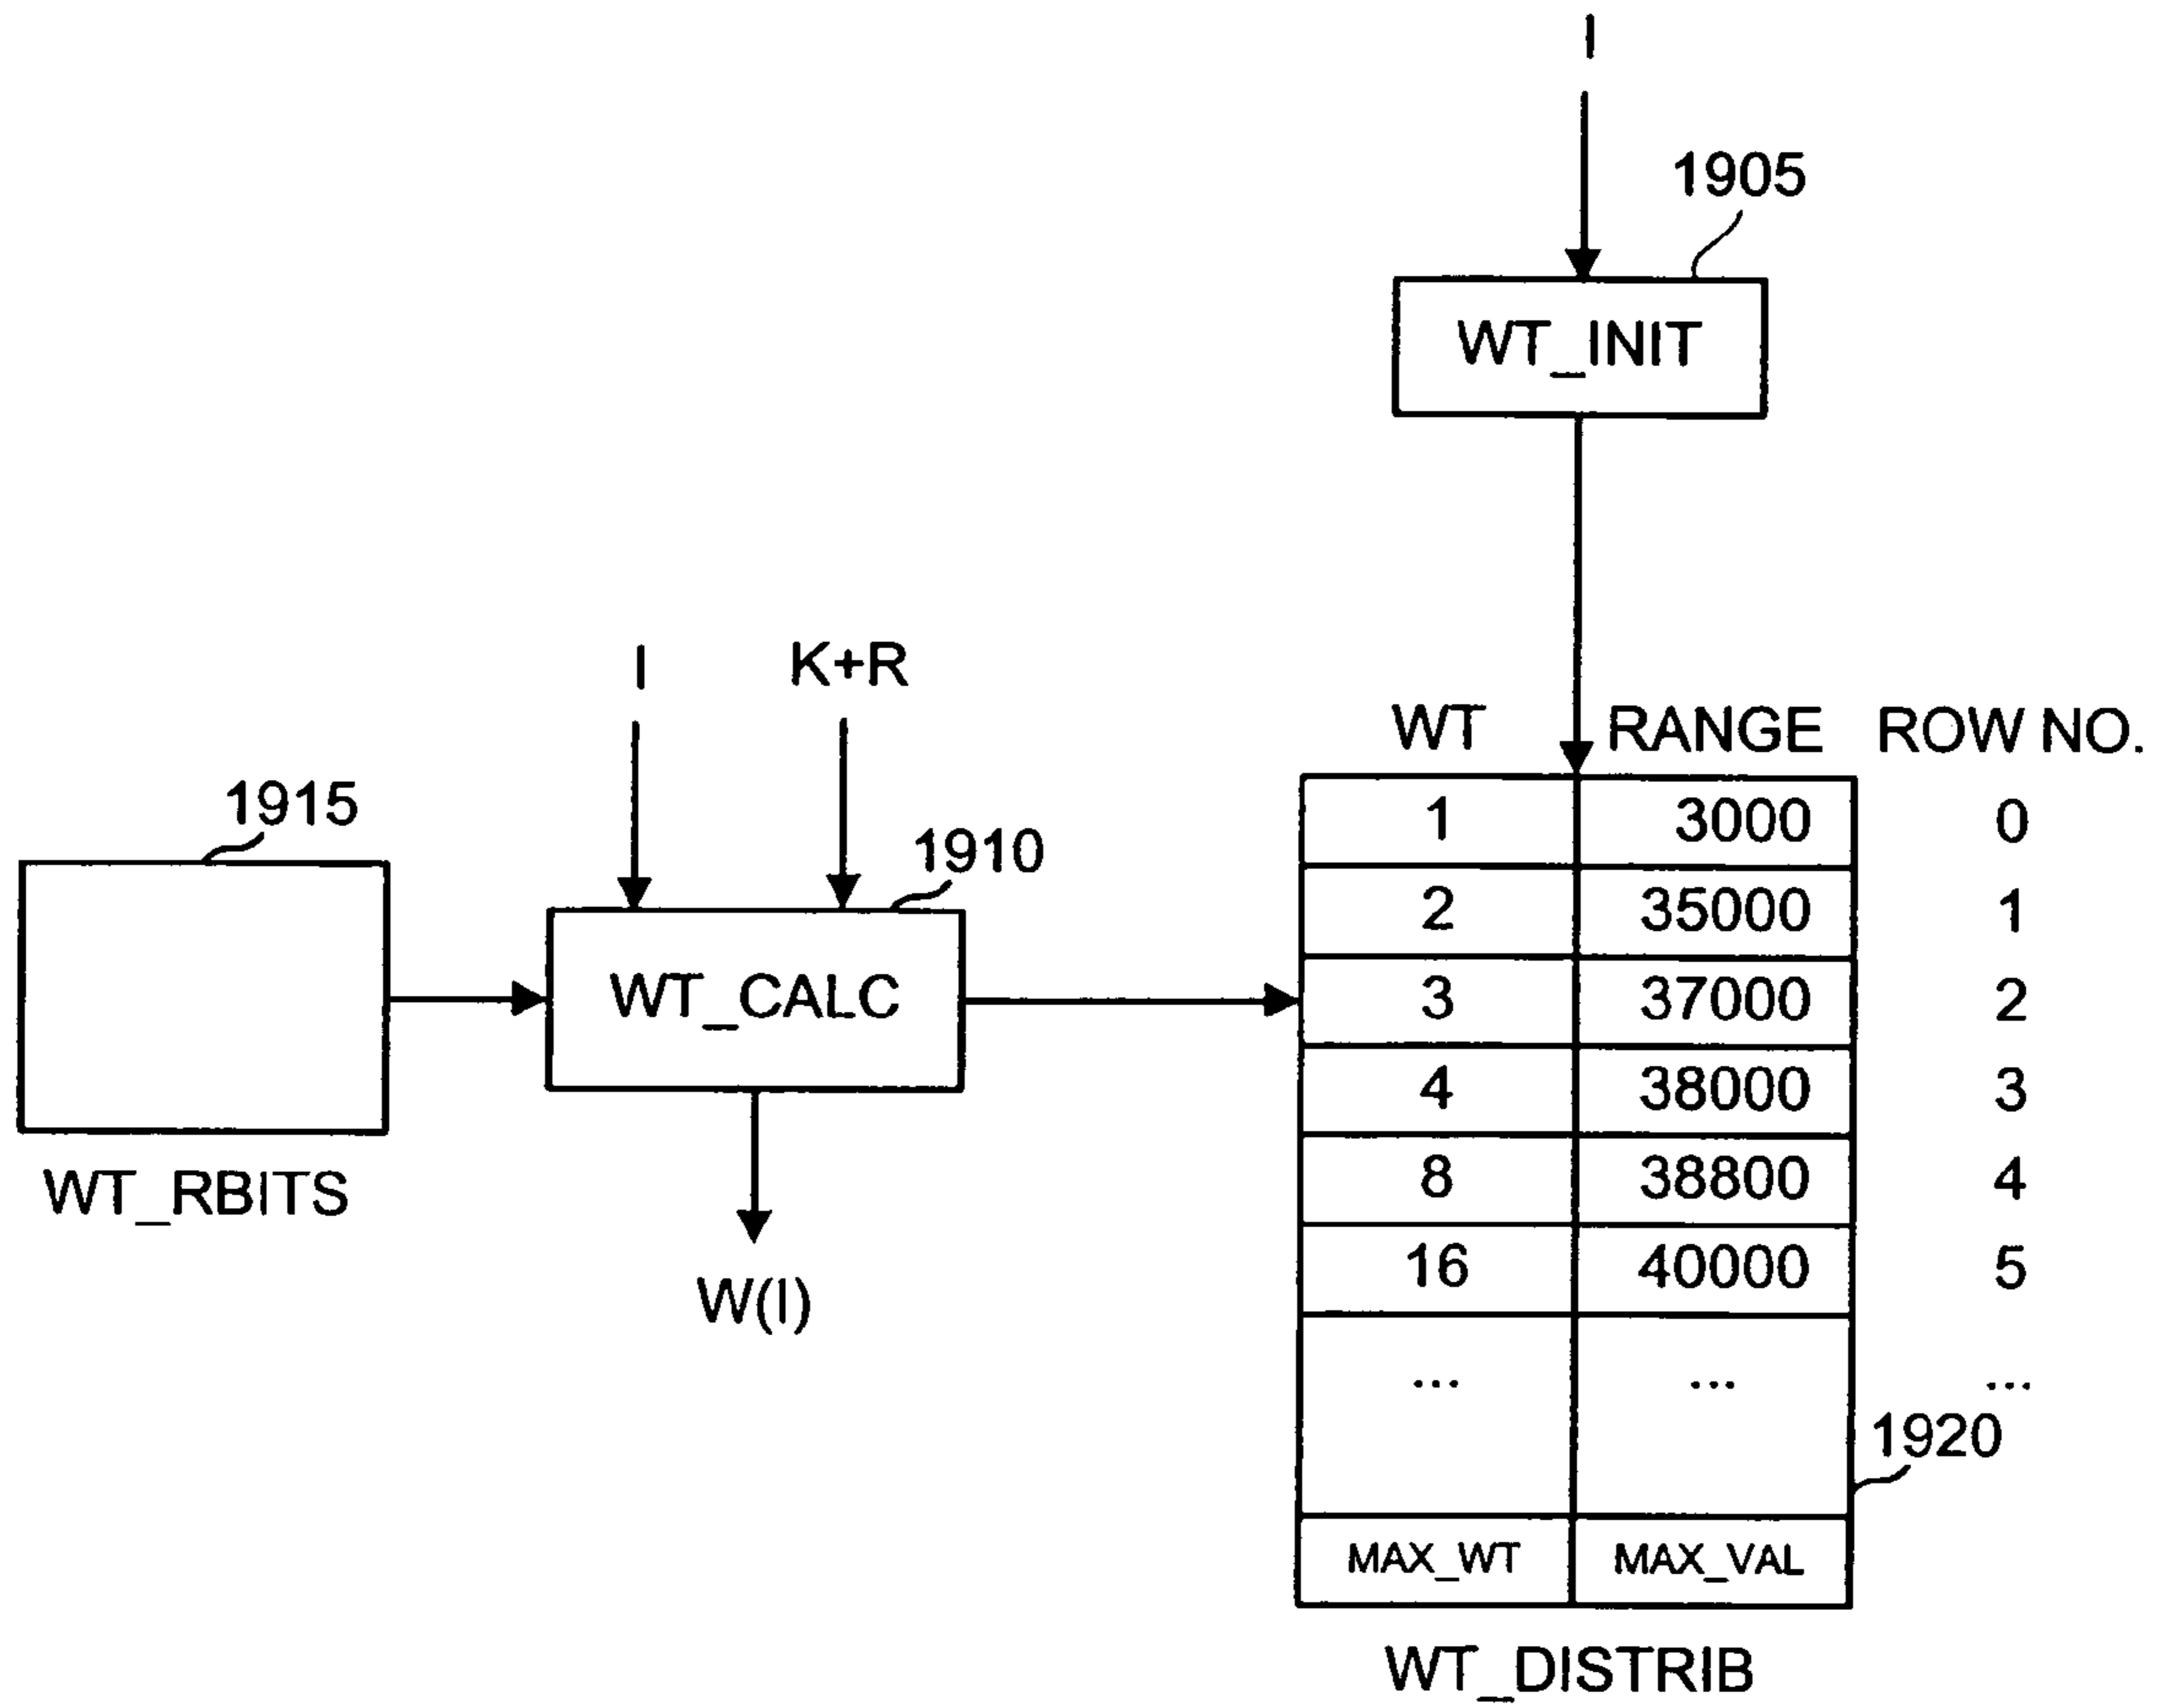 I
1905
WT_INIT
I K+R
WT RANGE ROW NO.
1915
1910
1 3000 0
2 35000 1
WT_CALC
3 37000 2
4 38000 3
8 38800 4
WT_RBITS
16 40000 5
W(I)
... ... ...
1920
MAX_WT MAX_VAL
WT_DISTRIB